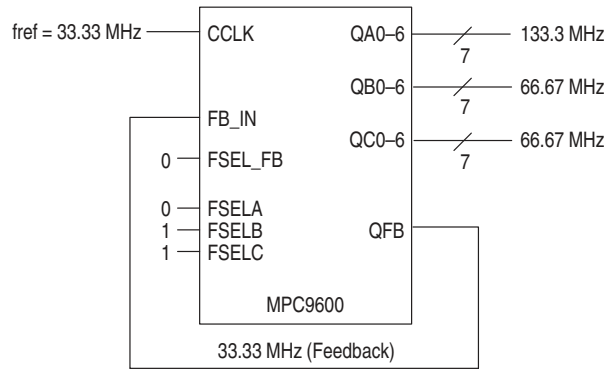 fref = 33.33 MHz CCLK QA0–6 7 133.3 MHz
QB0–6 7 66.67 MHz
FB_IN
QC0–6 7 66.67 MHz
0 FSEL_FB
0 FSELA
1 FSELB QFB
1 FSELC
MPC9600
33.33 MHz (Feedback)